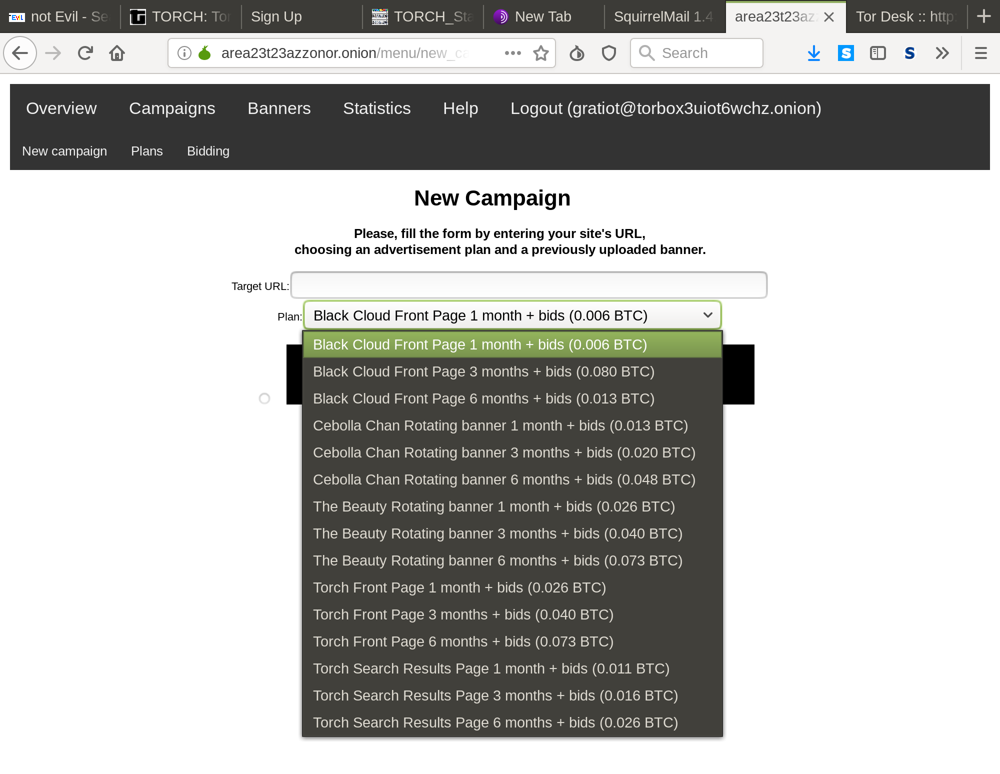 not Evil - Se
TORCH: Tor
Sign Up
TORCH_Sta
New Tab
SquirrelMail 1.4
area23t23az
Tor Desk :: http:
area23t23azzonor.onion/menu/new_ca
Search
Overview Campaigns Banners Statistics Help Logout (gratiot@torbox3uiot6wchz.onion)
New campaign Plans Bidding
New Campaign
Please, fill the form by entering your site's URL,
choosing an advertisement plan and a previously uploaded banner.
Target URL:
Plan: Black Cloud Front Page 1 month + bids (0.006 BTC)
Black Cloud Front Page 1 month + bids (0.006 BTC)
Black Cloud Front Page 3 months + bids (0.080 BTC)
Black Cloud Front Page 6 months + bids (0.013 BTC)
Cebolla Chan Rotating banner 1 month + bids (0.013 BTC)
Cebolla Chan Rotating banner 3 months + bids (0.020 BTC)
Cebolla Chan Rotating banner 6 months + bids (0.048 BTC)
The Beauty Rotating banner 1 month + bids (0.026 BTC)
The Beauty Rotating banner 3 months + bids (0.040 BTC)
The Beauty Rotating banner 6 months + bids (0.073 BTC)
Torch Front Page 1 month + bids (0.026 BTC)
Torch Front Page 3 months + bids (0.040 BTC)
Torch Front Page 6 months + bids (0.073 BTC)
Torch Search Results Page 1 month + bids (0.011 BTC)
Torch Search Results Page 3 months + bids (0.016 BTC)
Torch Search Results Page 6 months + bids (0.026 BTC)